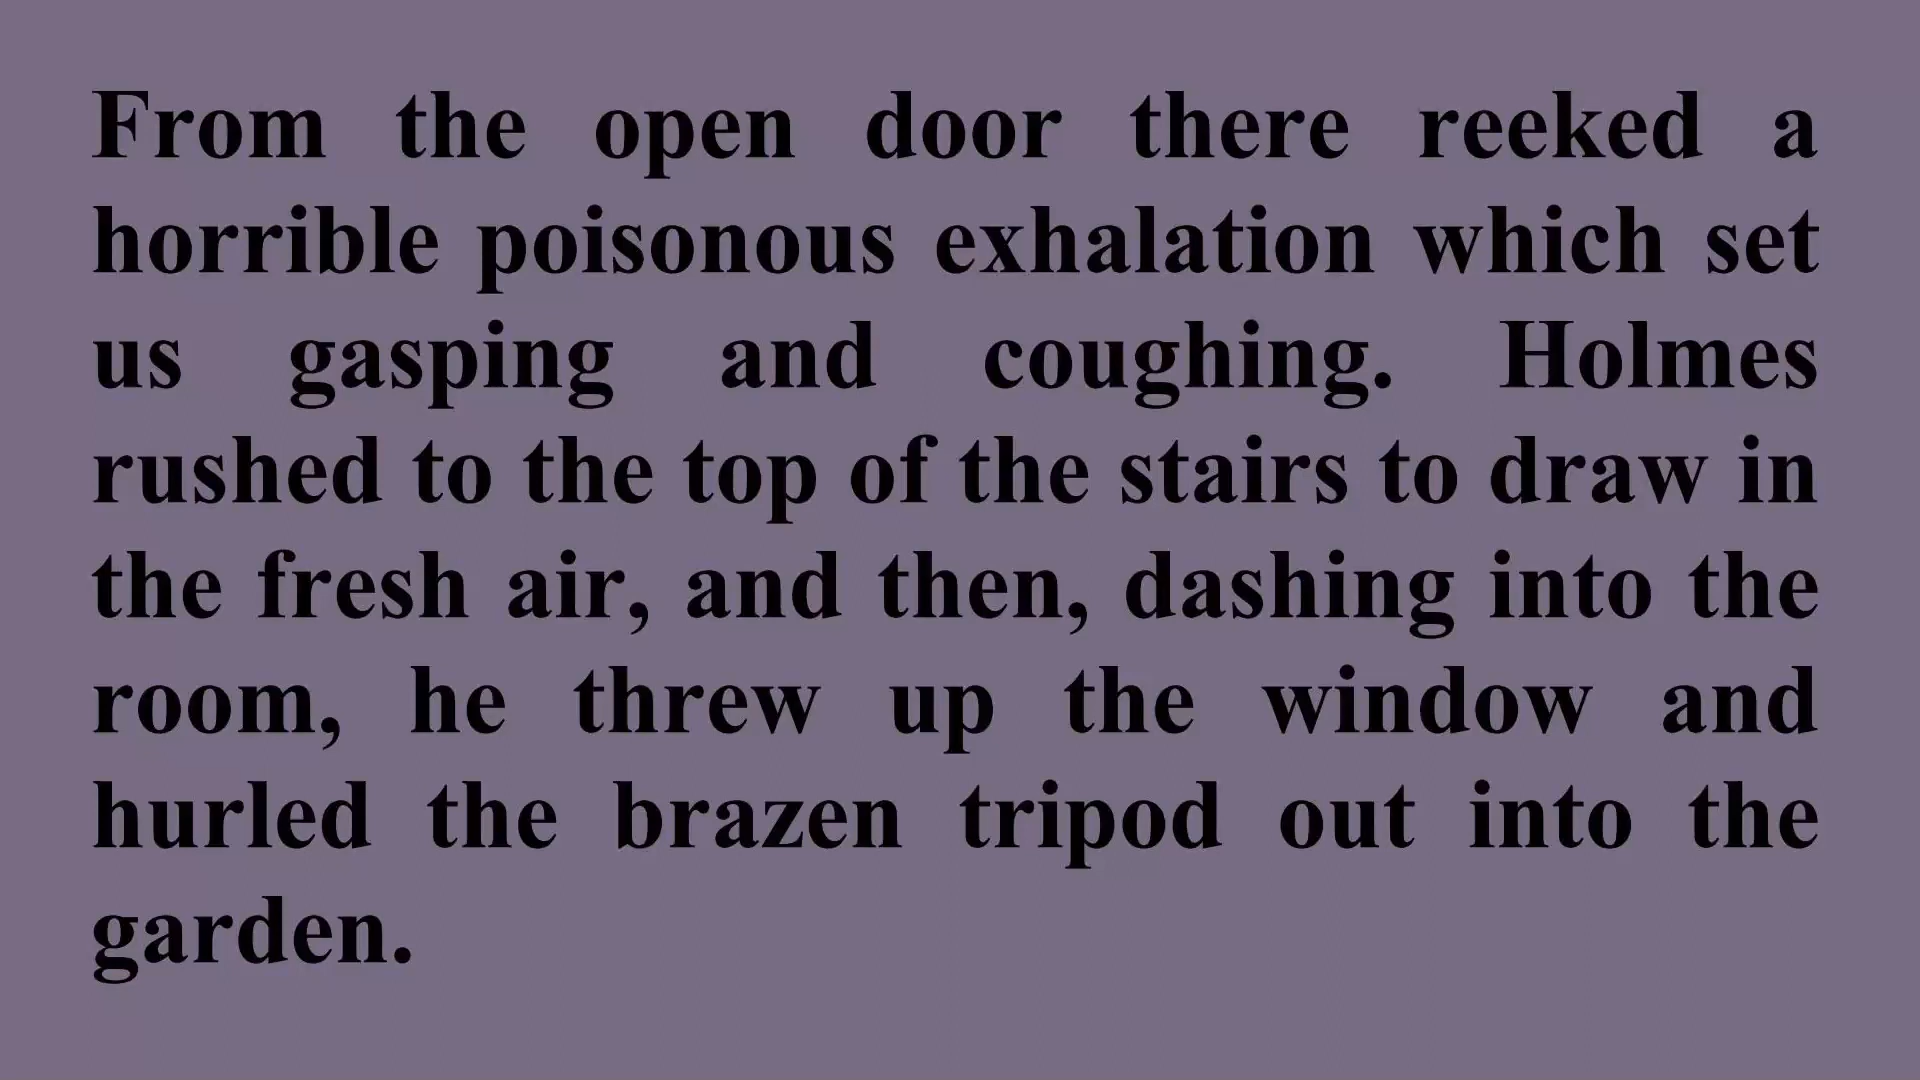 From the open door there reeked a
horrible poisonous exhalation which set
us gasping and coughing. Holmes
rushed to the top of the stairs to draw in
the fresh air, and then, dashing into the
room, he threw up the window and
hurled the brazen tripod out into the
garden.